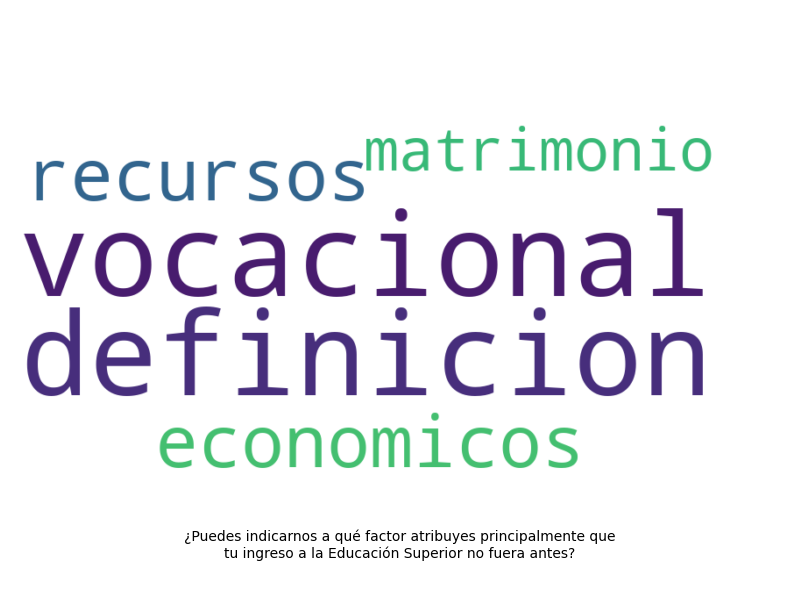 matrimonio
recursos
vocacional
definicion
economicos
¿Puedes indicarnos a qué factor atribuyes principalmente que
tu ingreso a la Educación Superior no fuera antes?